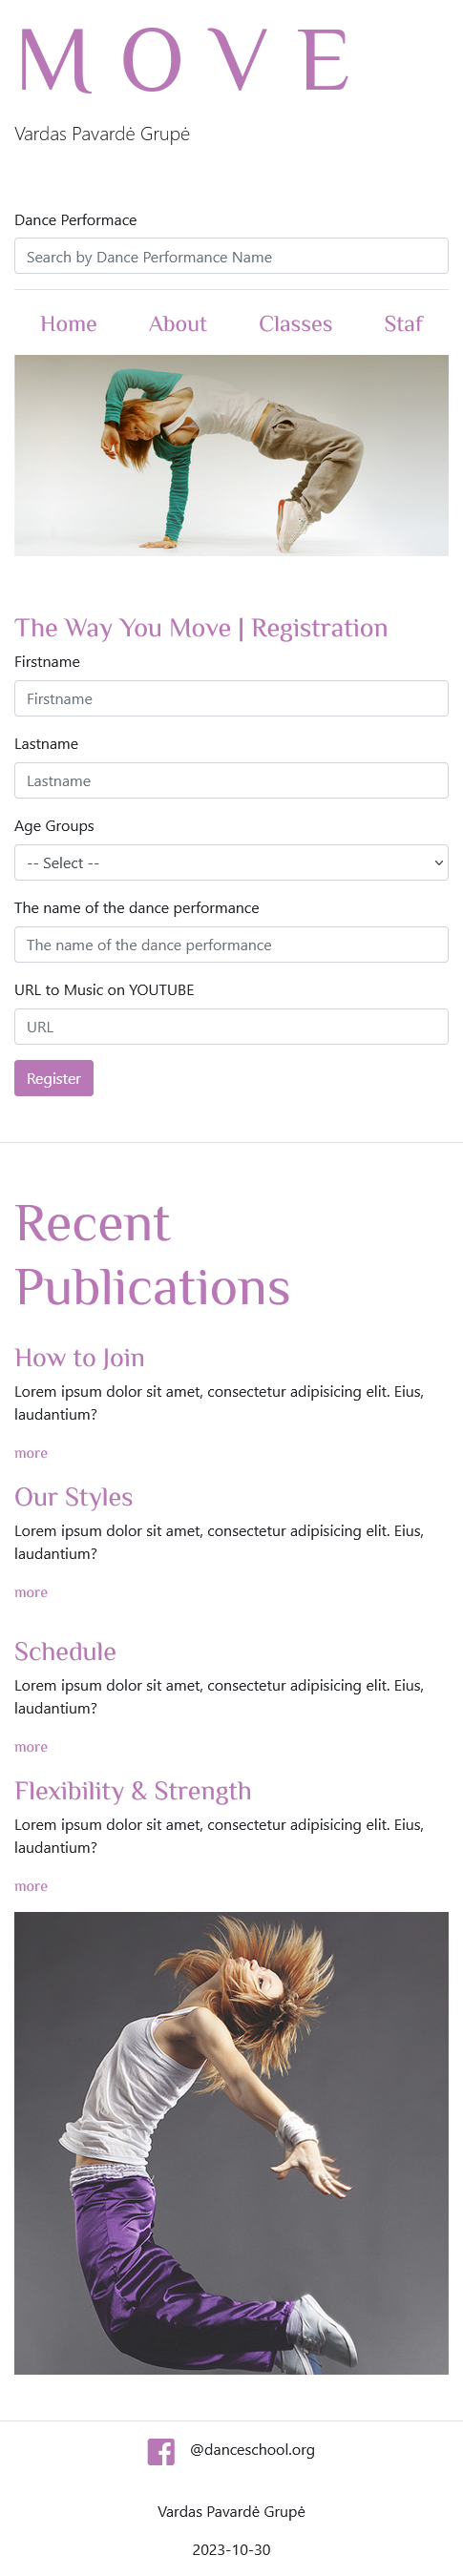 M O V E
Vardas Pavardė Grupė
Dance Performace
Search by Dance Performance Name
Home About Classes Staf
The Way You Move | Registration
Firstname
Firstname
Lastname
Lastname
Age Groups
-- Select --
The name of the dance performance
The name of the dance performance
URL to Music on YOUTUBE
URL
Register
Recent
Publications
How to Join
Lorem ipsum dolor sit amet, consectetur adipisicing elit. Eius,
laudantium?
more
Our Styles
Lorem ipsum dolor sit amet, consectetur adipisicing elit. Eius,
laudantium?
more
Schedule
Lorem ipsum dolor sit amet, consectetur adipisicing elit. Eius,
laudantium?
more
Flexibility & Strength
Lorem ipsum dolor sit amet, consectetur adipisicing elit. Eius,
laudantium?
more
@danceschool.org
Vardas Pavardė Grupė
2023-10-30